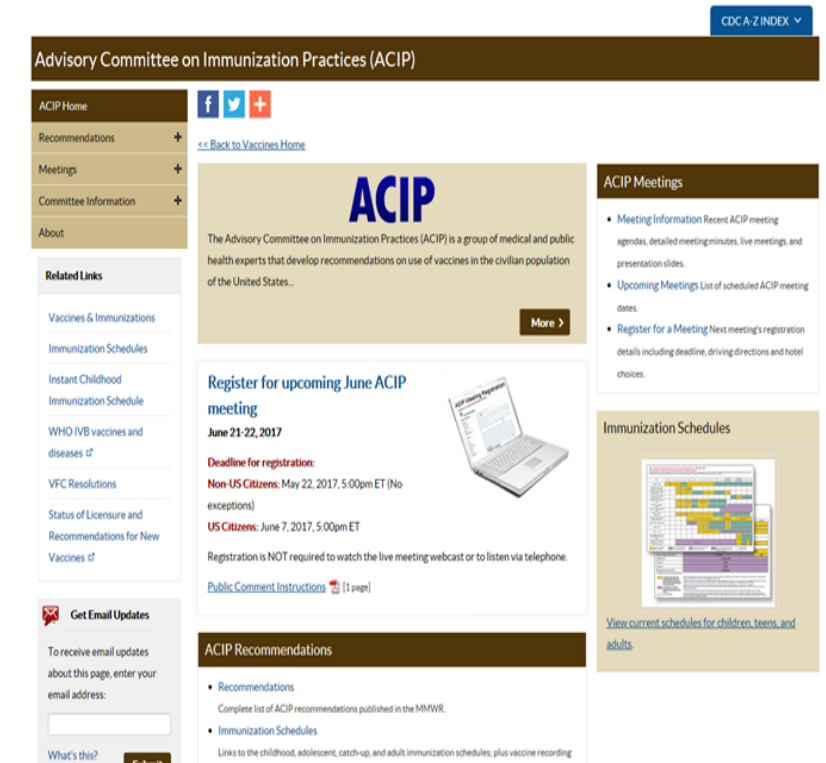 CDC A-Z INDEX
Advisory Committee on Immunization Practices (ACIP)
ACIP Home
Recommendations +
Meetings +
Committee Information +
About
Related Links
Vaccines & Immunizations
Immunization Schedules
Instant Childhood
Immunization Schedule
WHO IVB vaccines and
diseases
VFC Resolutions
Status of Licensure and
Recommendations for New
Vaccines
Get Email Updates
To receive email updates
about this page, enter your
email address:
What's this?
Submit
<< Back to Vaccines Home
ACIP
The Advisory Committee on Immunization Practices (ACIP) is a group of medical and public
health experts that develop recommendations on use of vaccines in the civilian population
of the United States...
More
Register for upcoming June ACIP
meeting
June 21-22, 2017
Deadline for registration:
Non-US Citizens: May 22, 2017, 5:00pm ET (No
exceptions)
US Citizens: June 7, 2017, 5:00pm ET
Registration is NOT required to watch the live meeting webcast or to listen via telephone.
Public Comment Instructions [1 page]
ACIP Meeting Registration
ACIP Recommendations
Recommendations
Complete list of ACIP recommendations published in the MMWR.
Immunization Schedules
Links to the childhood, adolescent, catch-up, and adult immunization schedules; plus vaccine recording
ACIP Meetings
Meeting Information Recent ACIP meeting
agendas, detailed meeting minutes, live meetings, and
presentation slides.
Upcoming Meetings List of scheduled ACIP meeting
dates.
Register for a Meeting Next meeting's registration
details including deadline, driving directions and hotel
choices.
Immunization Schedules
View current schedules for children, teens, and
adults.